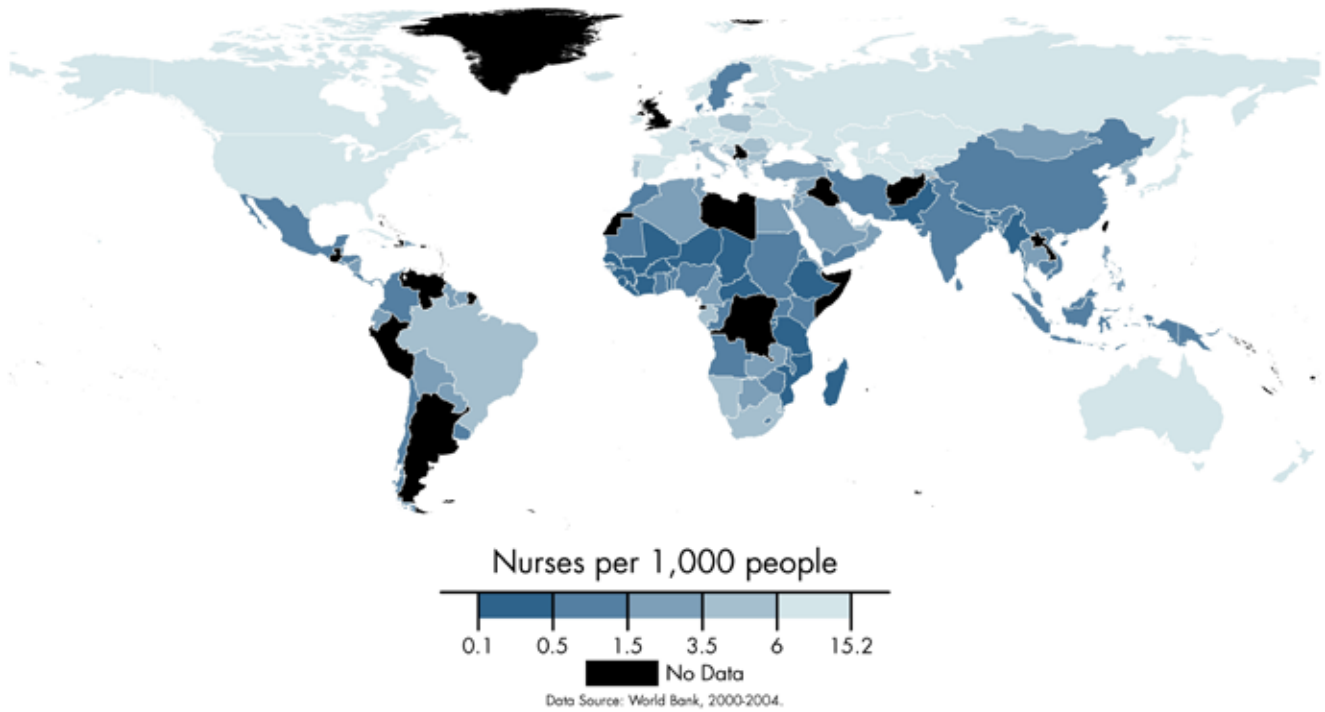 Nurses per 1,000 people
0.1 0.5 1.5 3.5 6 15.2
No Data
Data Source: World Bank, 2000-2004.